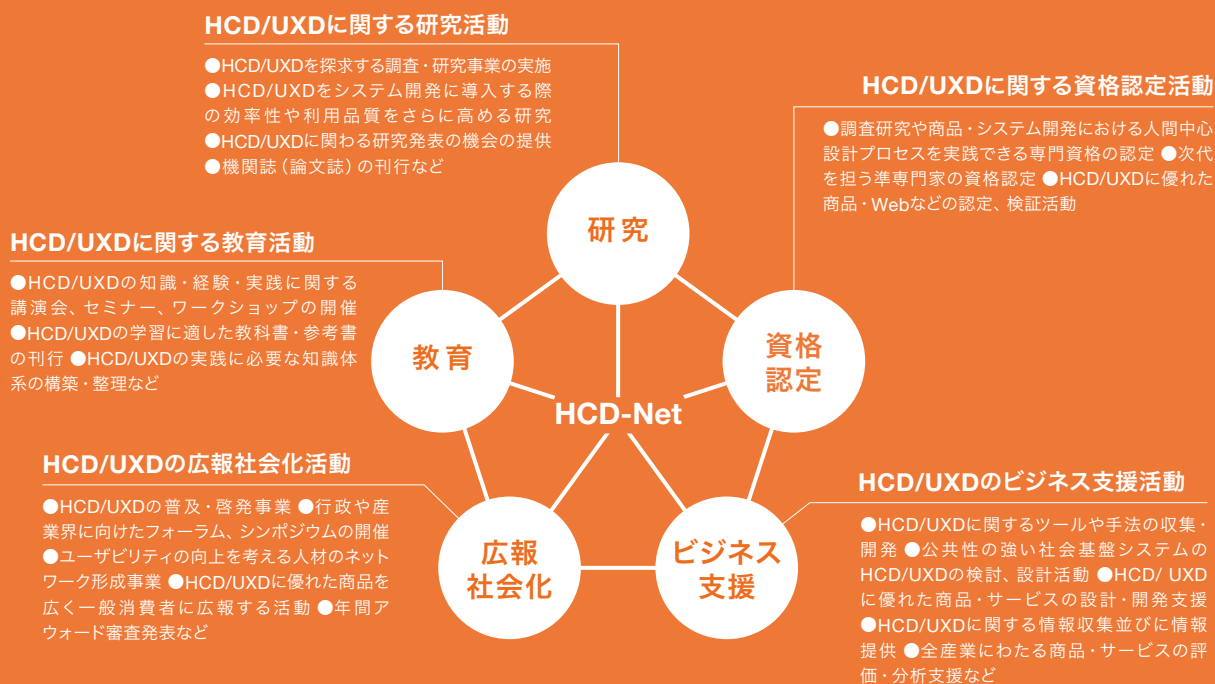 HCD/UXDに関する研究活動
●HCD/UXDを探求する調査・研究事業の実施
●HCD/UXDをシステム開発に導入する際
の効率性や利用品質をさらに高める研究
●HCD/UXDに関わる研究発表の機会の提供
●機関誌（論文誌）の刊行など
HCD/UXDに関する資格認定活動
●調査研究や商品・システム開発における人間中心
設計プロセスを実践できる専門資格の認定 ●次代
を担う準専門家の資格認定 ●HCD/UXDに優れた
商品・Webなどの認定、検証活動
HCD/UXDに関する教育活動
●HCD/UXDの知識・経験・実践に関する
講演会、セミナー、ワークショップの開催
●HCD/UXDの学習に適した教科書・参考書
の刊行 ●HCD/UXDの実践に必要な知識体
系の構築・整理など
研究
教育
資格
認定
HCD-Net
広報
社会化
ビジネス
支援
HCD/UXDの広報社会化活動
●HCD/UXDの普及・啓発事業 ●行政や産
業界に向けたフォーラム、シンポジウムの開催
●ユーザビリティの向上を考える人材のネット
ワーク形成事業 ●HCD/UXDに優れた商品を
広く一般消費者に広報する活動 ●年間ア
ウォード審査発表など
HCD/UXDのビジネス支援活動
●HCD/UXDに関するツールや手法の収集・
開発 ●公共性の強い社会基盤システムの
HCD/UXDの検討、設計活動 ●HCD/ UXD
に優れた商品・サービスの設計・開発支援
●HCD/UXDに関する情報収集並びに情報
提供 ●全産業にわたる商品・サービスの評
価・分析支援など